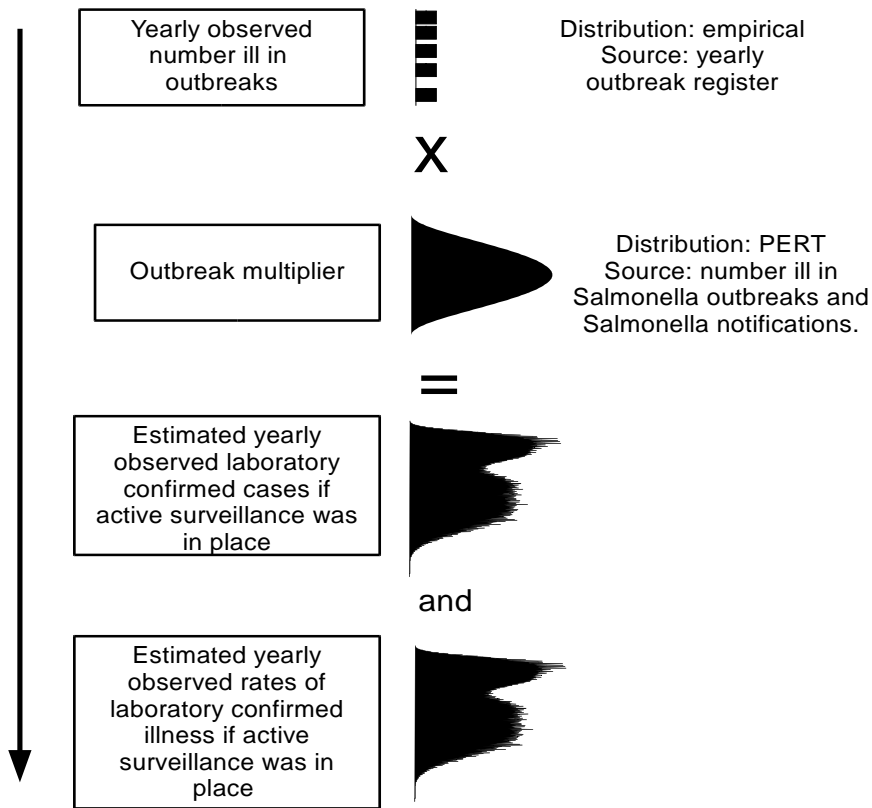 Yearly observed
number ill in
outbreaks
Distribution: empirical
Source: yearly
outbreak register
X
Outbreak multiplier
Distribution: PERT
Source: number ill in
Salmonella outbreaks and
Salmonella notifications.
=
Estimated yearly
observed laboratory
confirmed cases if
active surveillance was
in place
and
Estimated yearly
observed rates of
laboratory confirmed
illness if active
surveillance was in
place